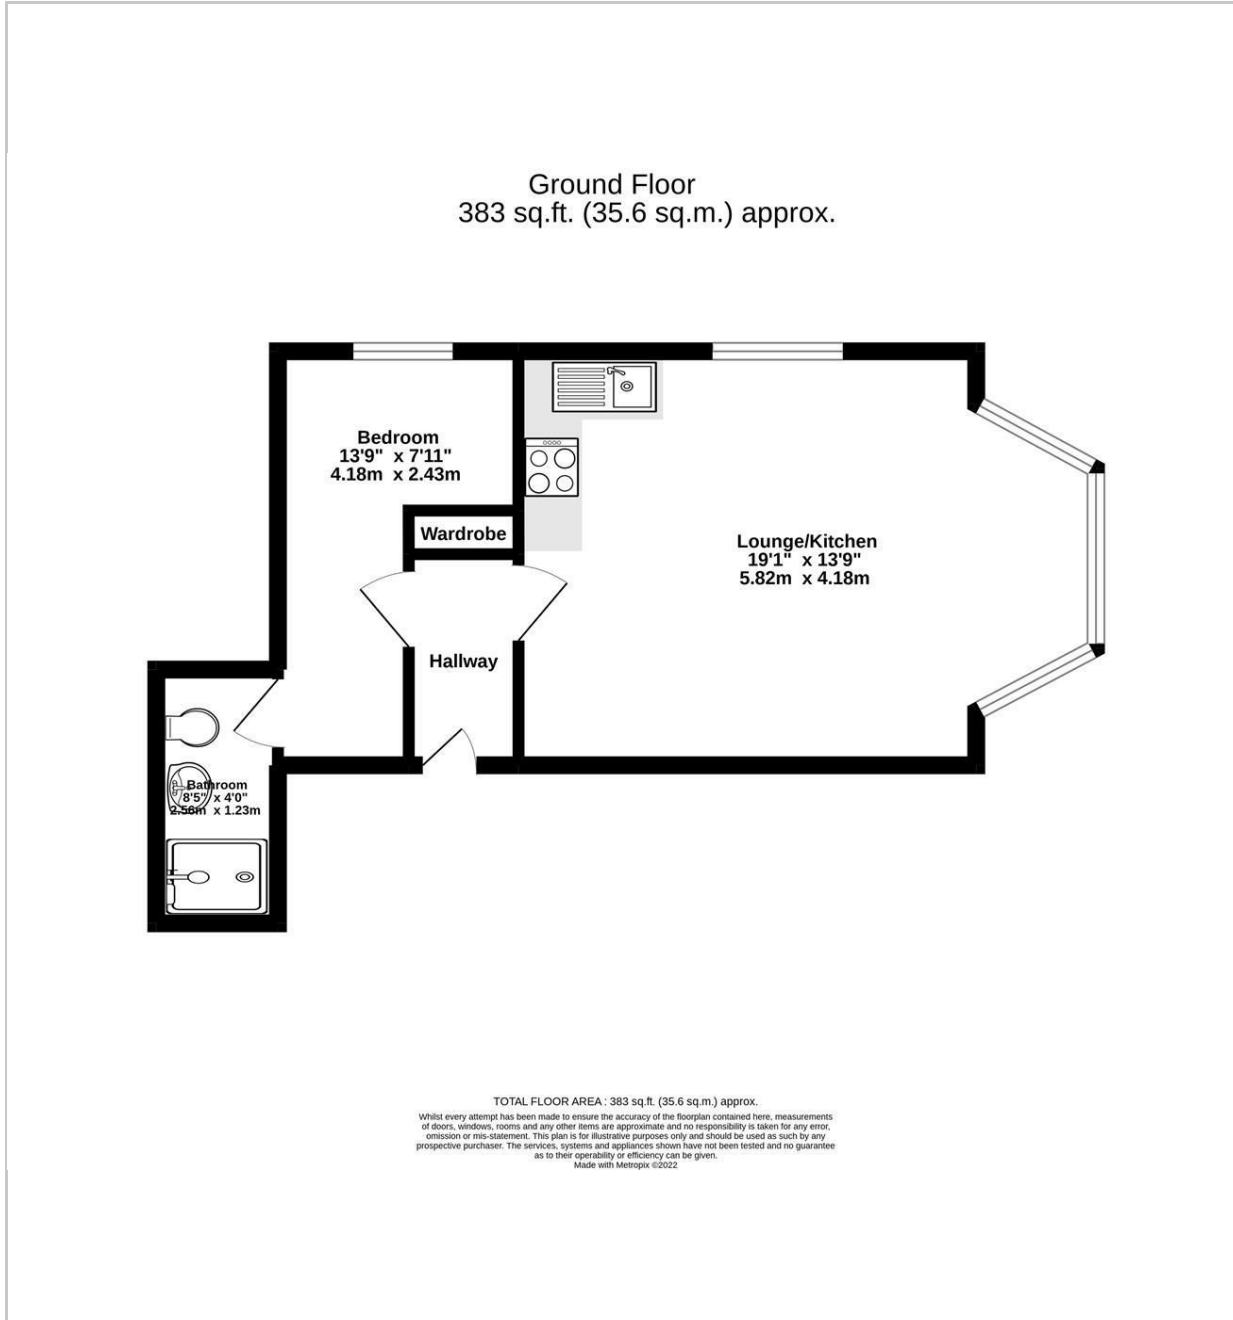 Ground Floor
383 sq.ft. (35.6 sq.m.) approx.
Bedroom
13'9" x 7'11"
4.18m x 2.43m
Wardrobe
Lounge/Kitchen
19'1" x 13'9"
5.82m x 4.18m
Hallway
Bathroom
8'5" x 4'0"
2.56m x 1.23m
TOTAL FLOOR AREA : 383 sq.ft. (35.6 sq.m.) approx.
Whilst every attempt has been made to ensure the accuracy of the floorplan contained here, measurements
of doors, windows, rooms and any other items are approximate and no responsibility is taken for any error,
omission or mis-statement. This plan is for illustrative purposes only and should be used as such by any
prospective purchaser. The services, systems and appliances shown have not been tested and no guarantee
as to their operability or efficiency can be given.
Made with Metropix ©2022